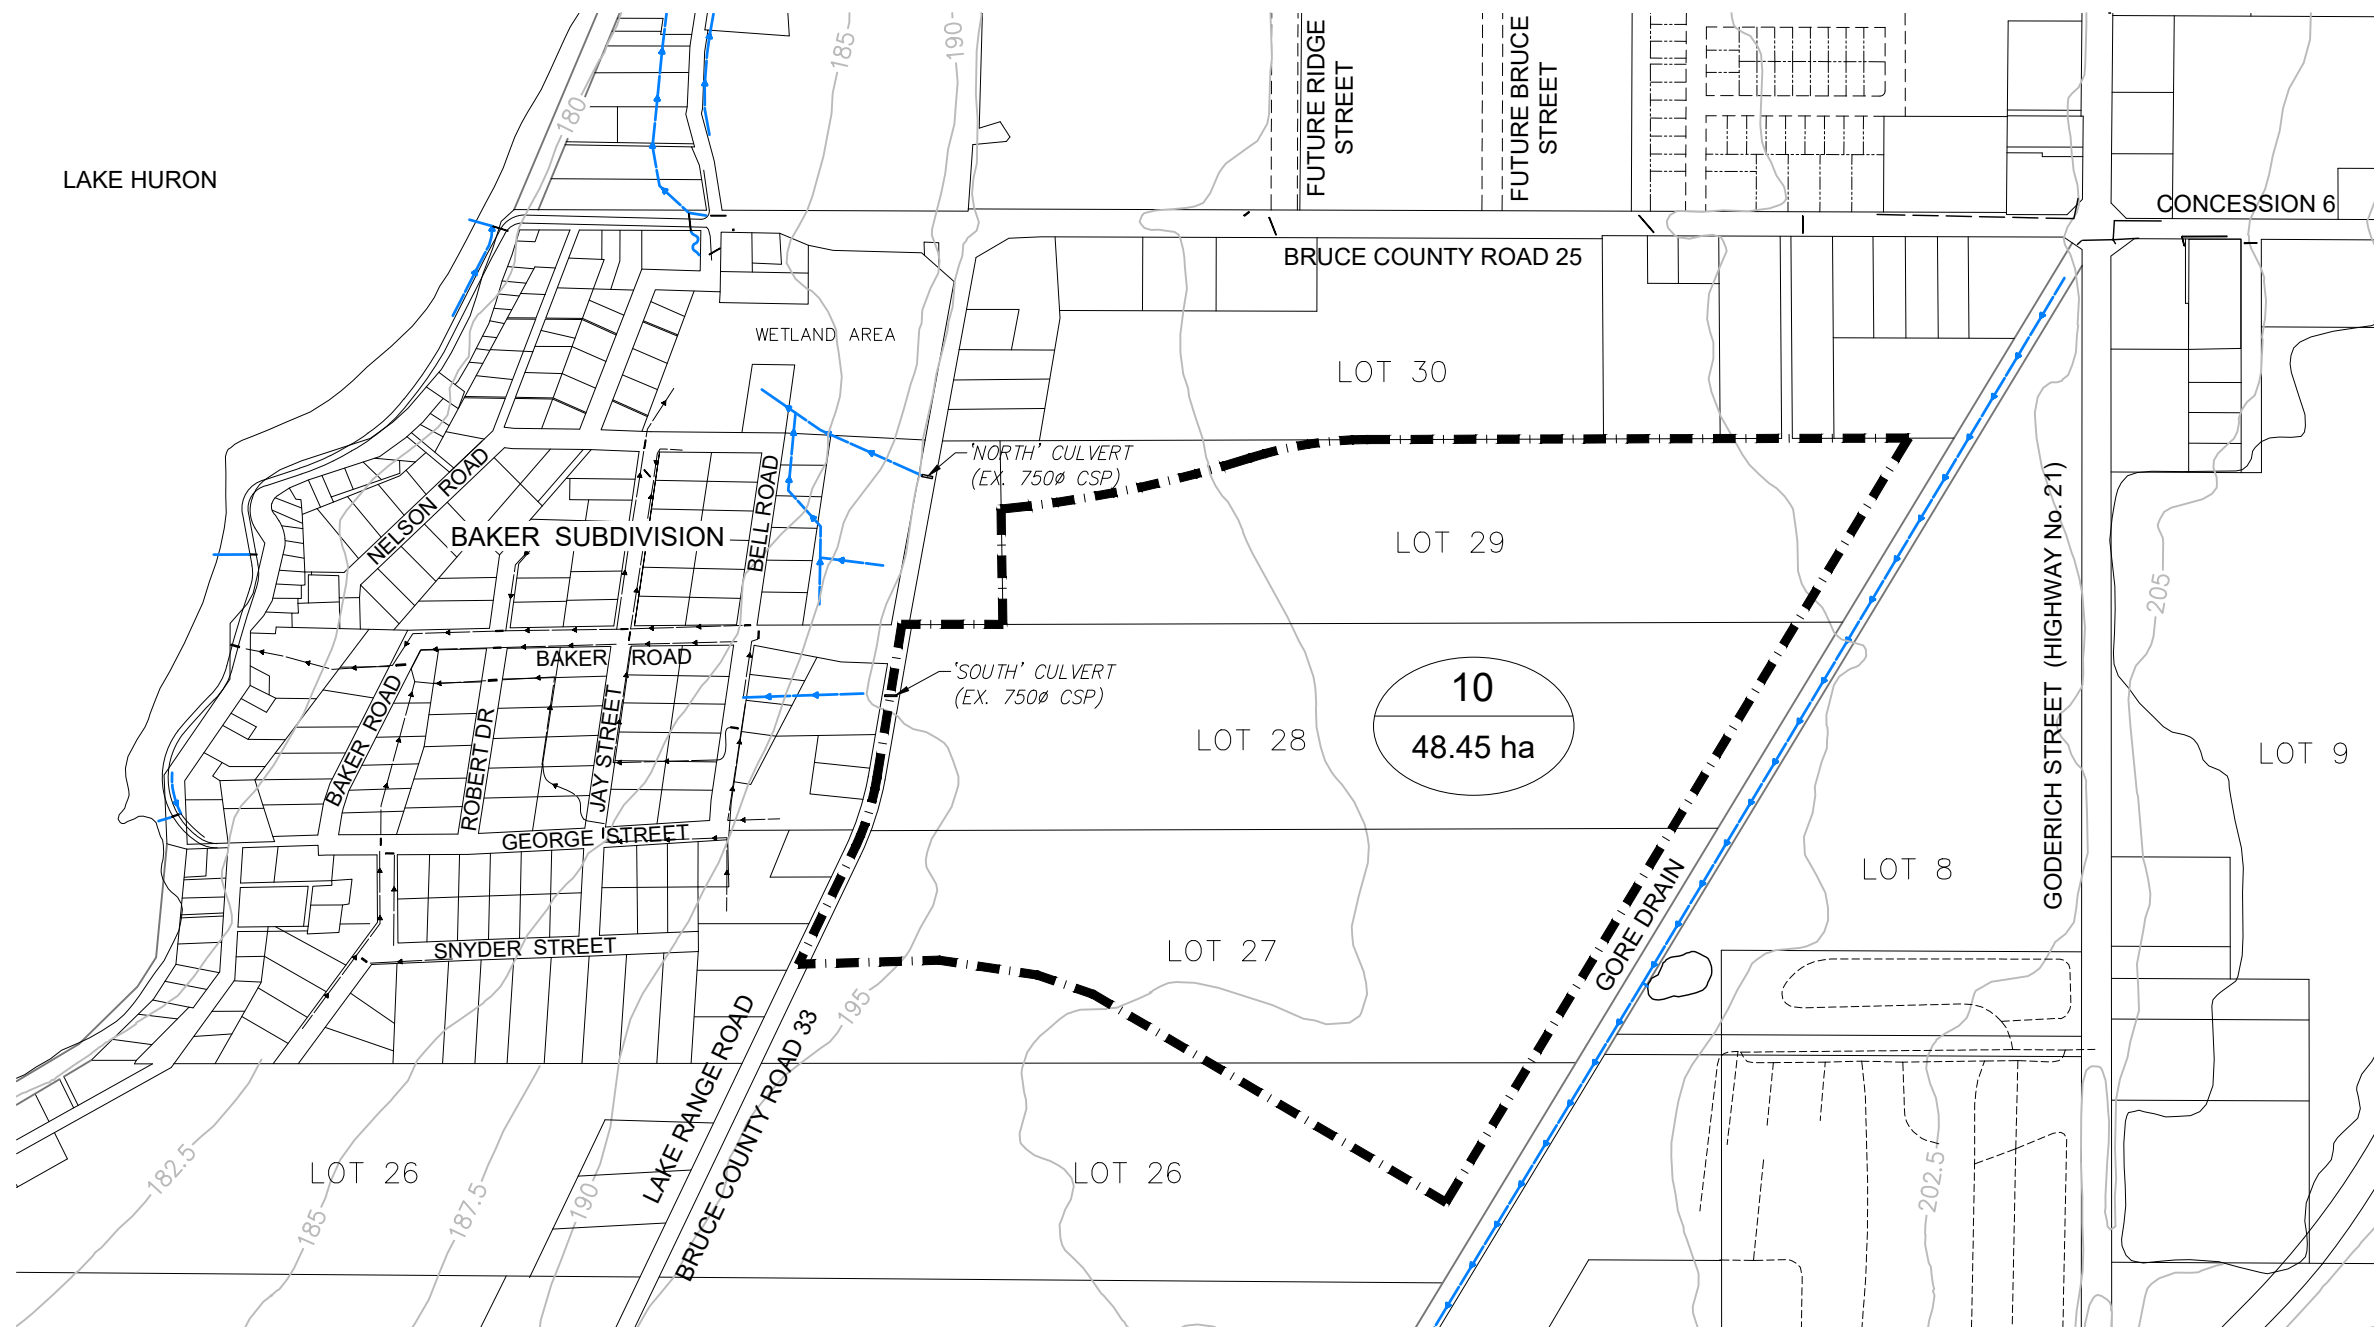 185
190
FUTURE RIDGE
STREET
FUTURE BRUCE
STREET
180
LAKE HURON
CONCESSION 6
BRUCE COUNTY ROAD 25
WETLAND AREA
LOT 30
'NORTH' CULVERT
(EX. 750ø CSP)
NELSON ROAD
BAKER SUBDIVISION
BELL ROAD
LOT 29
GODERICH STREET (HIGHWAY No. 21)
205
BAKER ROAD
'SOUTH' CULVERT
(EX. 750ø CSP)
10
48.45 ha
BAKER ROAD
ROBERT DR
JAY STREET
LOT 28
LOT 9
GEORGE STREET
LOT 8
GORE DRAIN
SNYDER STREET
LOT 27
195
LAKE RANGE ROAD
BRUCE COUNTY ROAD 33
182.5
LOT 26
185
187.5
190
LOT 26
202.5